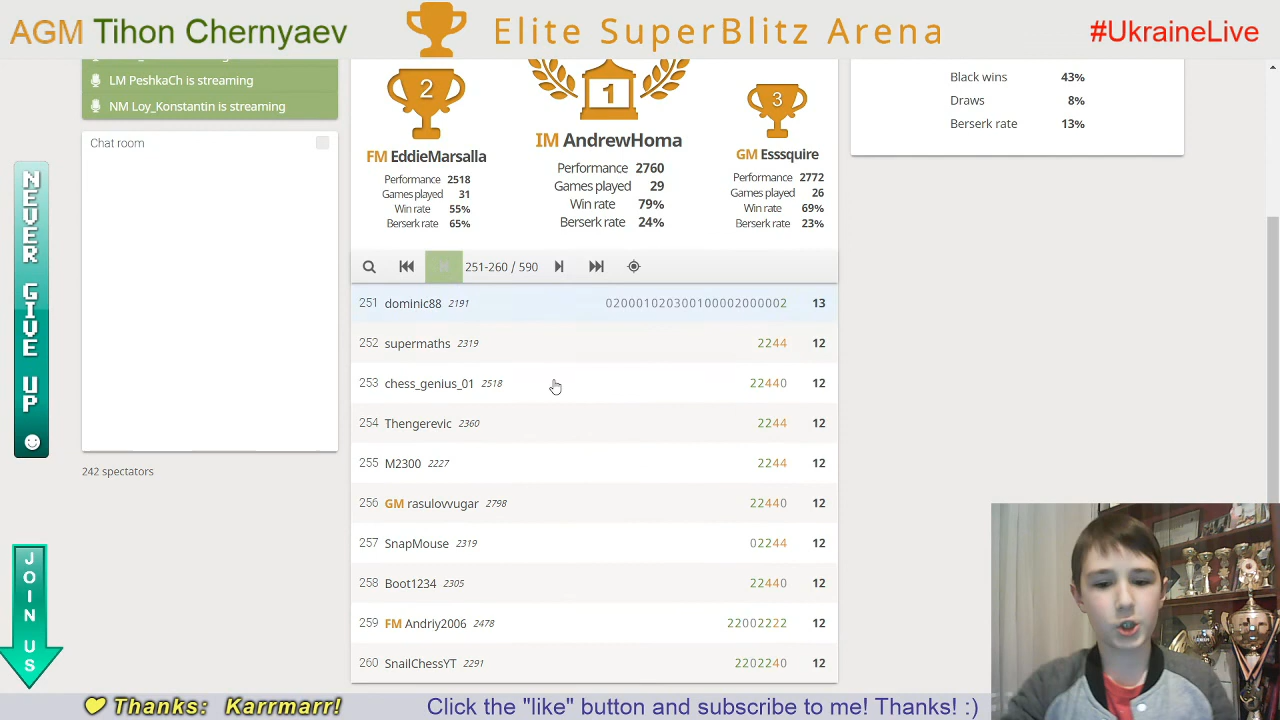 AGM Tihon Chernyaev
Elite SuperBlitz Arena
#UkraineLive
LM PeshkaCh is streaming
NM Loy_Konstantin is streaming
Chat room
242 spectators
NEVER GIVE UP
JOIN US
2
FM EddieMarsalla
Performance 2518
Games played 31
Win rate 55%
Berserk rate 65%
1
IM AndrewHoma
Performance 2760
Games played 29
Win rate 79%
Berserk rate 24%
3
GM Esssquire
Performance 2772
Games played 26
Win rate 69%
Berserk rate 23%
Black wins 43%
Draws 8%
Berserk rate 13%
251-260 / 590
251 dominic88 2191 020001020300100002000002 13
252 supermaths 2319 2244 12
253 chess_genius_01 2518 22440 12
254 Thengerevic 2360 2244 12
255 M2300 2227 2244 12
256 GM rasulovvugar 2798 22440 12
257 SnapMouse 2319 02244 12
258 Boot1234 2305 22440 12
259 FM Andriy2006 2478 22002222 12
260 SnailChessYT 2291 2202240 12
Thanks: Karrmarr!
Click the "like" button and subscribe to me! Thanks! :)